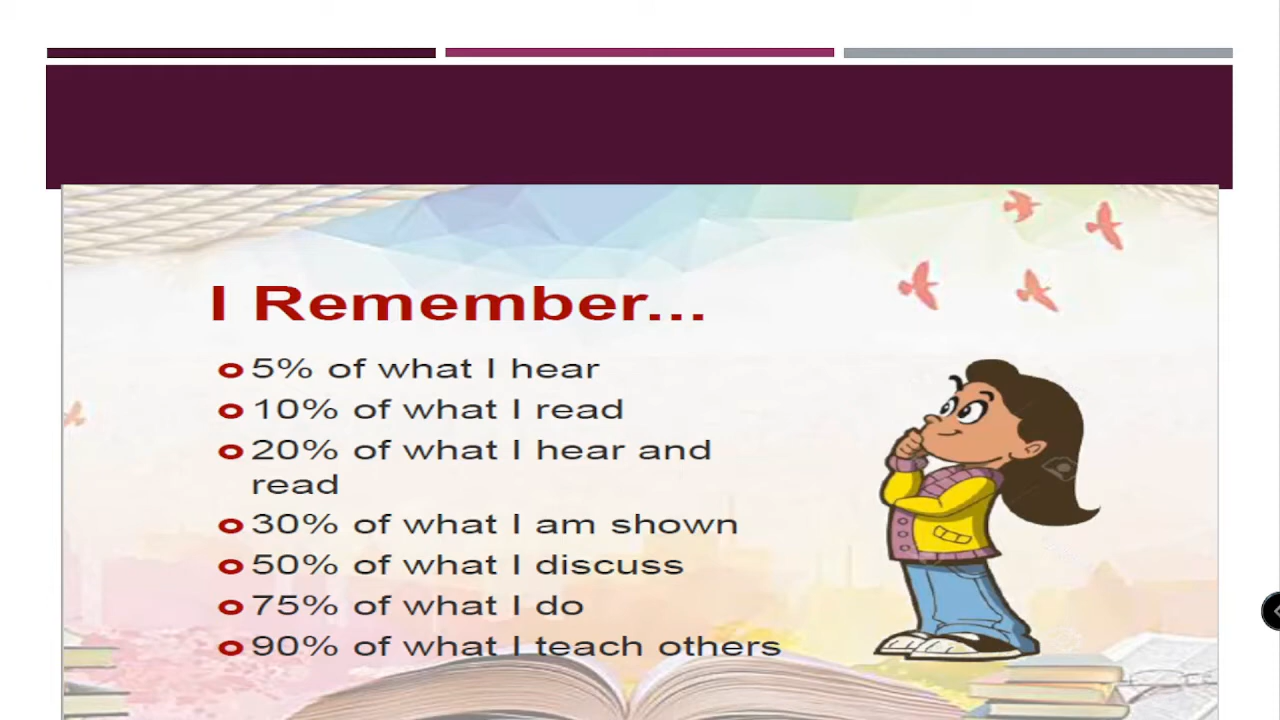 I Remember...
5% of what I hear
10% of what I read
20% of what I hear and
read
30% of what I am shown
50% of what I discuss
75% of what I do
90% of what I teach others